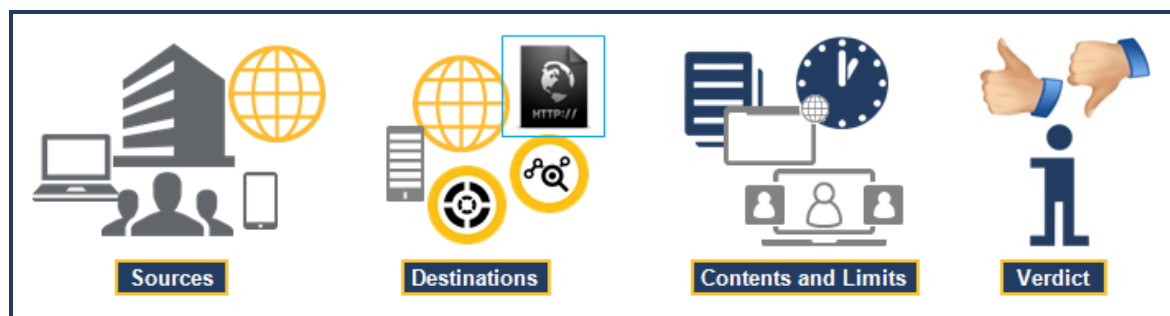 HTTP://
Sources
Destinations
Contents and Limits
Verdict